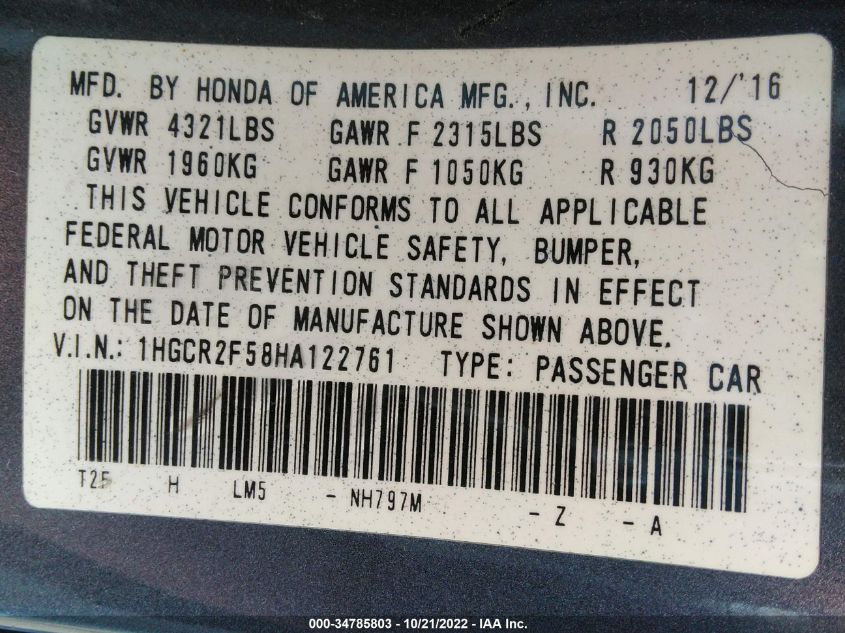 MFD. BY HONDA OF AMERICA MFG., INC. 12/'16
GVWR 4321LBS GAWR F 2315LBS R 2050LBS
GVWR 1960KG GAWR F 1050KG R 930KG
THIS VEHICLE CONFORMS TO ALL APPLICABLE
FEDERAL MOTOR VEHICLE SAFETY, BUMPER,
AND THEFT PREVENTION STANDARDS IN EFFECT
ON THE DATE OF MANUFACTURE SHOWN ABOVE.
V.I.N.: 1HGCR2F58HA122761 TYPE: PASSENGER CAR
T25 H LM5 - NH797M - Z - A
000-34785803 - 10/21/2022 - IAA Inc.